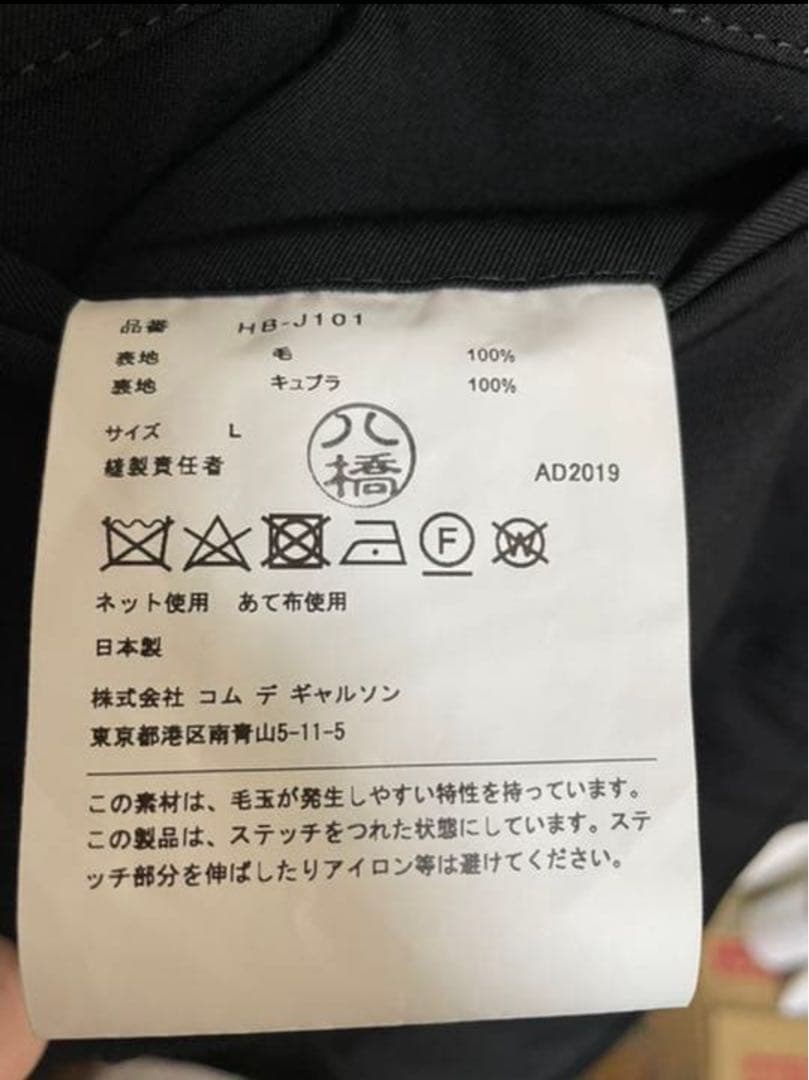 品番 HB-J101
表地 毛 100%
裏地 キュプラ 100%
サイズ L
八橋
縫製責任者 AD2019
F W
ネット使用 あて布使用
日本製
株式会社 コム デ ギャルソン
東京都港区南青山5-11-5
この素材は、毛玉が発生しやすい特性を持っています。
この製品は、ステッチをつれた状態にしています。ステ
ッチ部分を伸ばしたりアイロン等は避けてください。